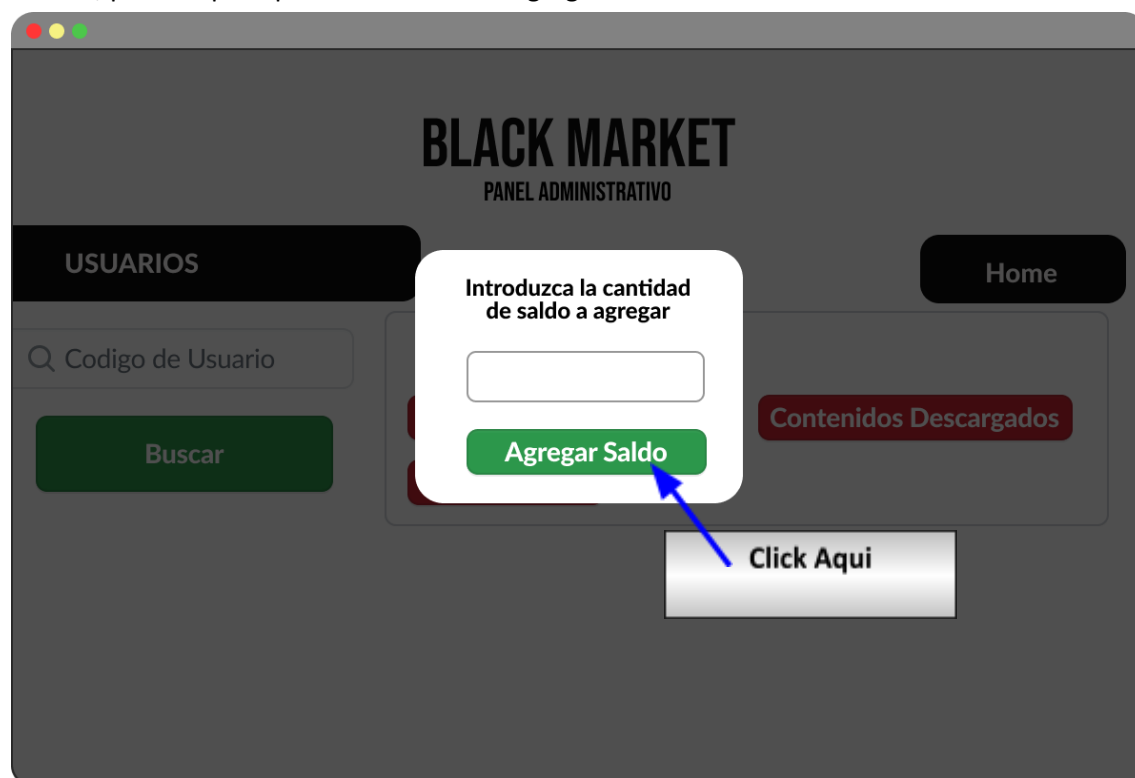 BLACK MARKET
PANEL ADMINISTRATIVO
USUARIOS
Home
Introduzca la cantidad
de saldo a agregar
Codigo de Usuario
Contenidos Descargados
Buscar
Agregar Saldo
Click Aqui